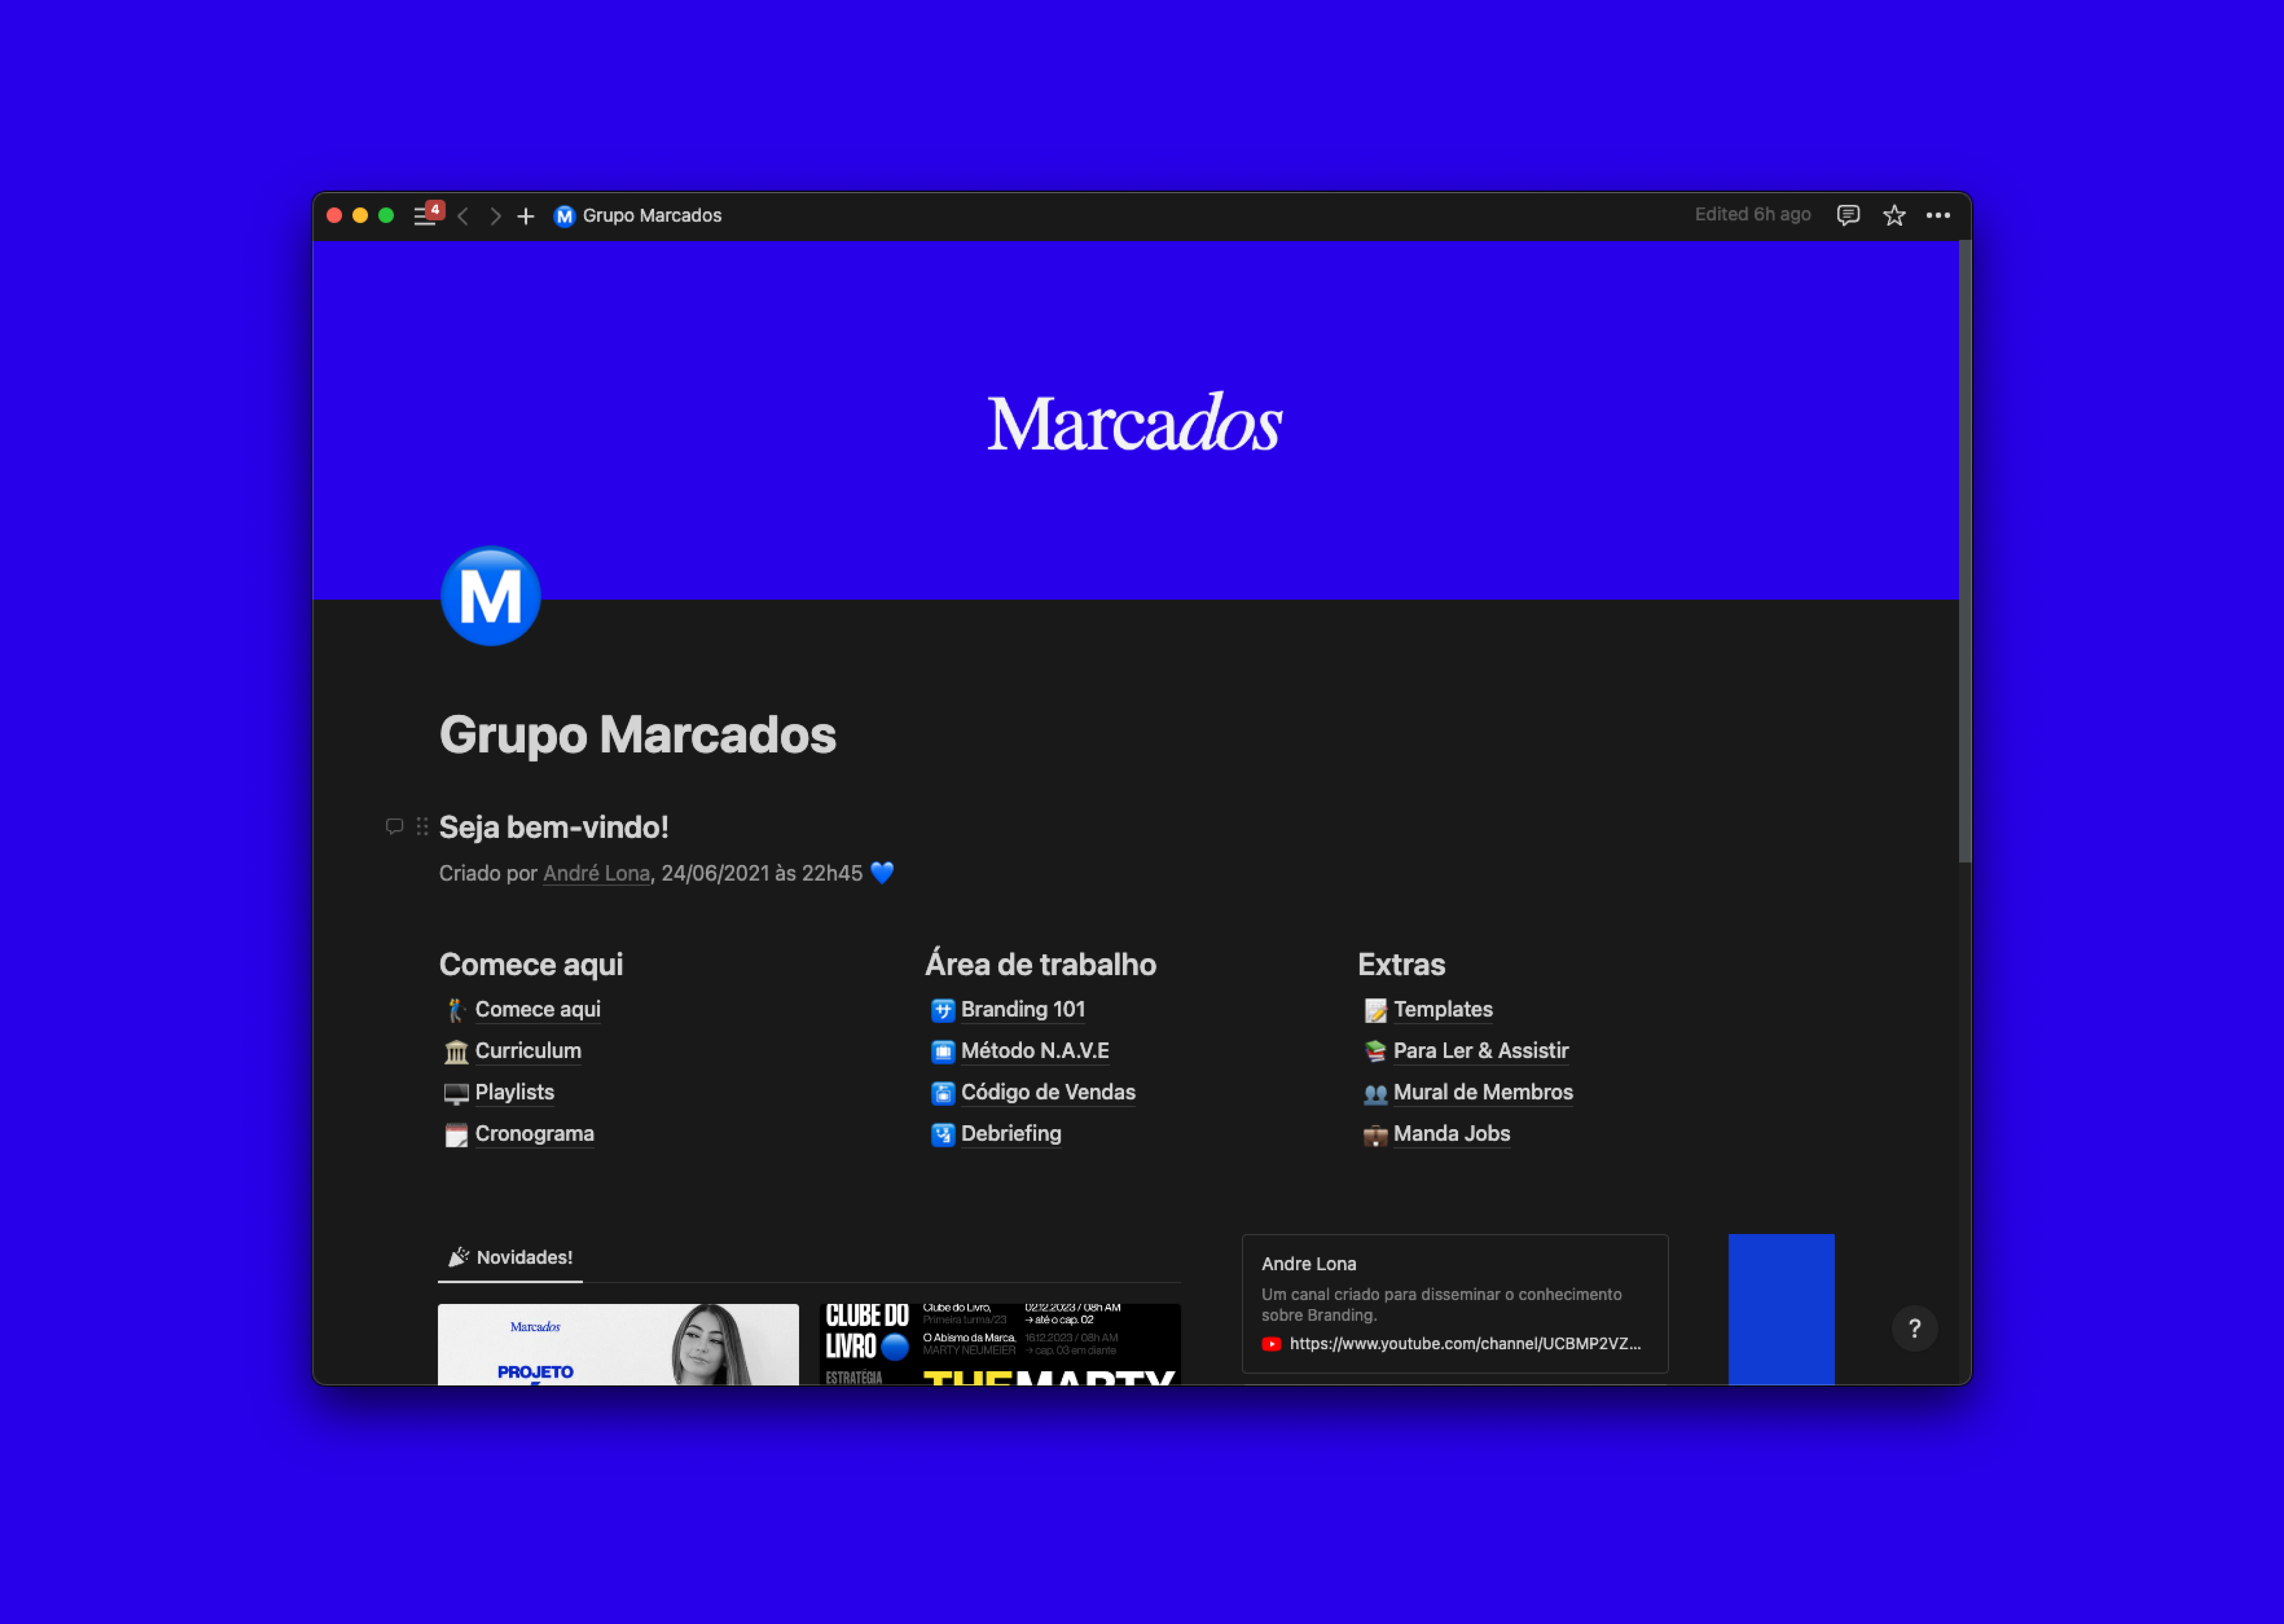 4
M Grupo Marcados
Edited 6h ago
Marcados
M
Grupo Marcados
Seja bem-vindo!
Criado por André Lona, 24/06/2021 às 22h45
Comece aqui
Comece aqui
Curriculum
Playlists
Cronograma
Área de trabalho
サ Branding 101
Método N.A.V.E
Código de Vendas
Debriefing
Extras
Templates
Para Ler & Assistir
Mural de Membros
Manda Jobs
Novidades!
Marcados
PROJETO
CLUBE DO
LIVRO
ESTRATÉGIA
Clube do Livro,
Primeira turma/23
O Abismo da Marca,
MARTY NEUMEIER
02.12.2023 / 08h AM
→ até o cap. 02
16.12.2023 / 08h AM
→ cap. 03 em diante
THEMARTY
Andre Lona
Um canal criado para disseminar o conhecimento
sobre Branding.
https://www.youtube.com/channel/UCBMP2VZ...
?